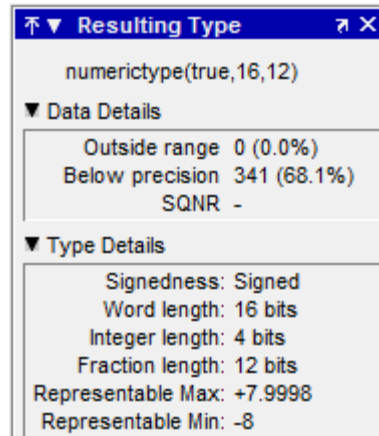 Resulting Type
numerictype(true,16,12)
Data Details
Outside range 0 (0.0%)
Below precision 341 (68.1%)
SQNR -
Type Details
Signedness: Signed
Word length: 16 bits
Integer length: 4 bits
Fraction length: 12 bits
Representable Max: +7.9998
Representable Min: -8